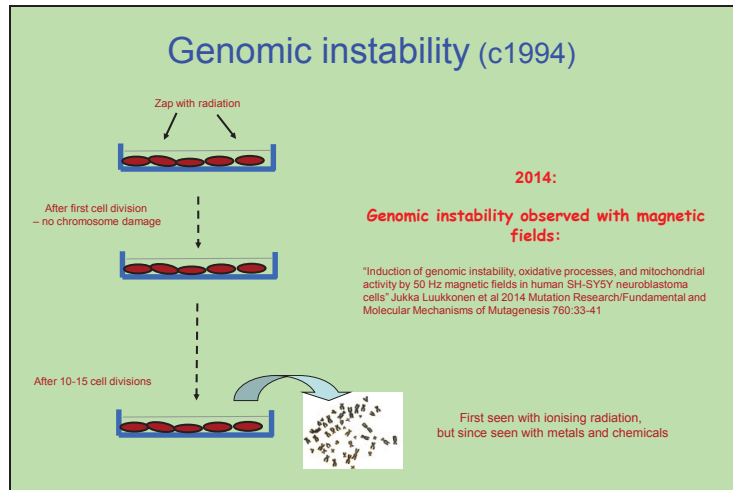 Genomic instability (c1994)
Zap with radiation
After first cell division
– no chromosome damage
After 10-15 cell divisions
2014:
Genomic instability observed with magnetic
fields:
“Induction of genomic instability, oxidative processes, and mitochondrial
activity by 50 Hz magnetic fields in human SH-SY5Y neuroblastoma
cells” Jukka Luukkonen et al 2014 Mutation Research/Fundamental and
Molecular Mechanisms of Mutagenesis 760:33-41
First seen with ionising radiation,
but since seen with metals and chemicals